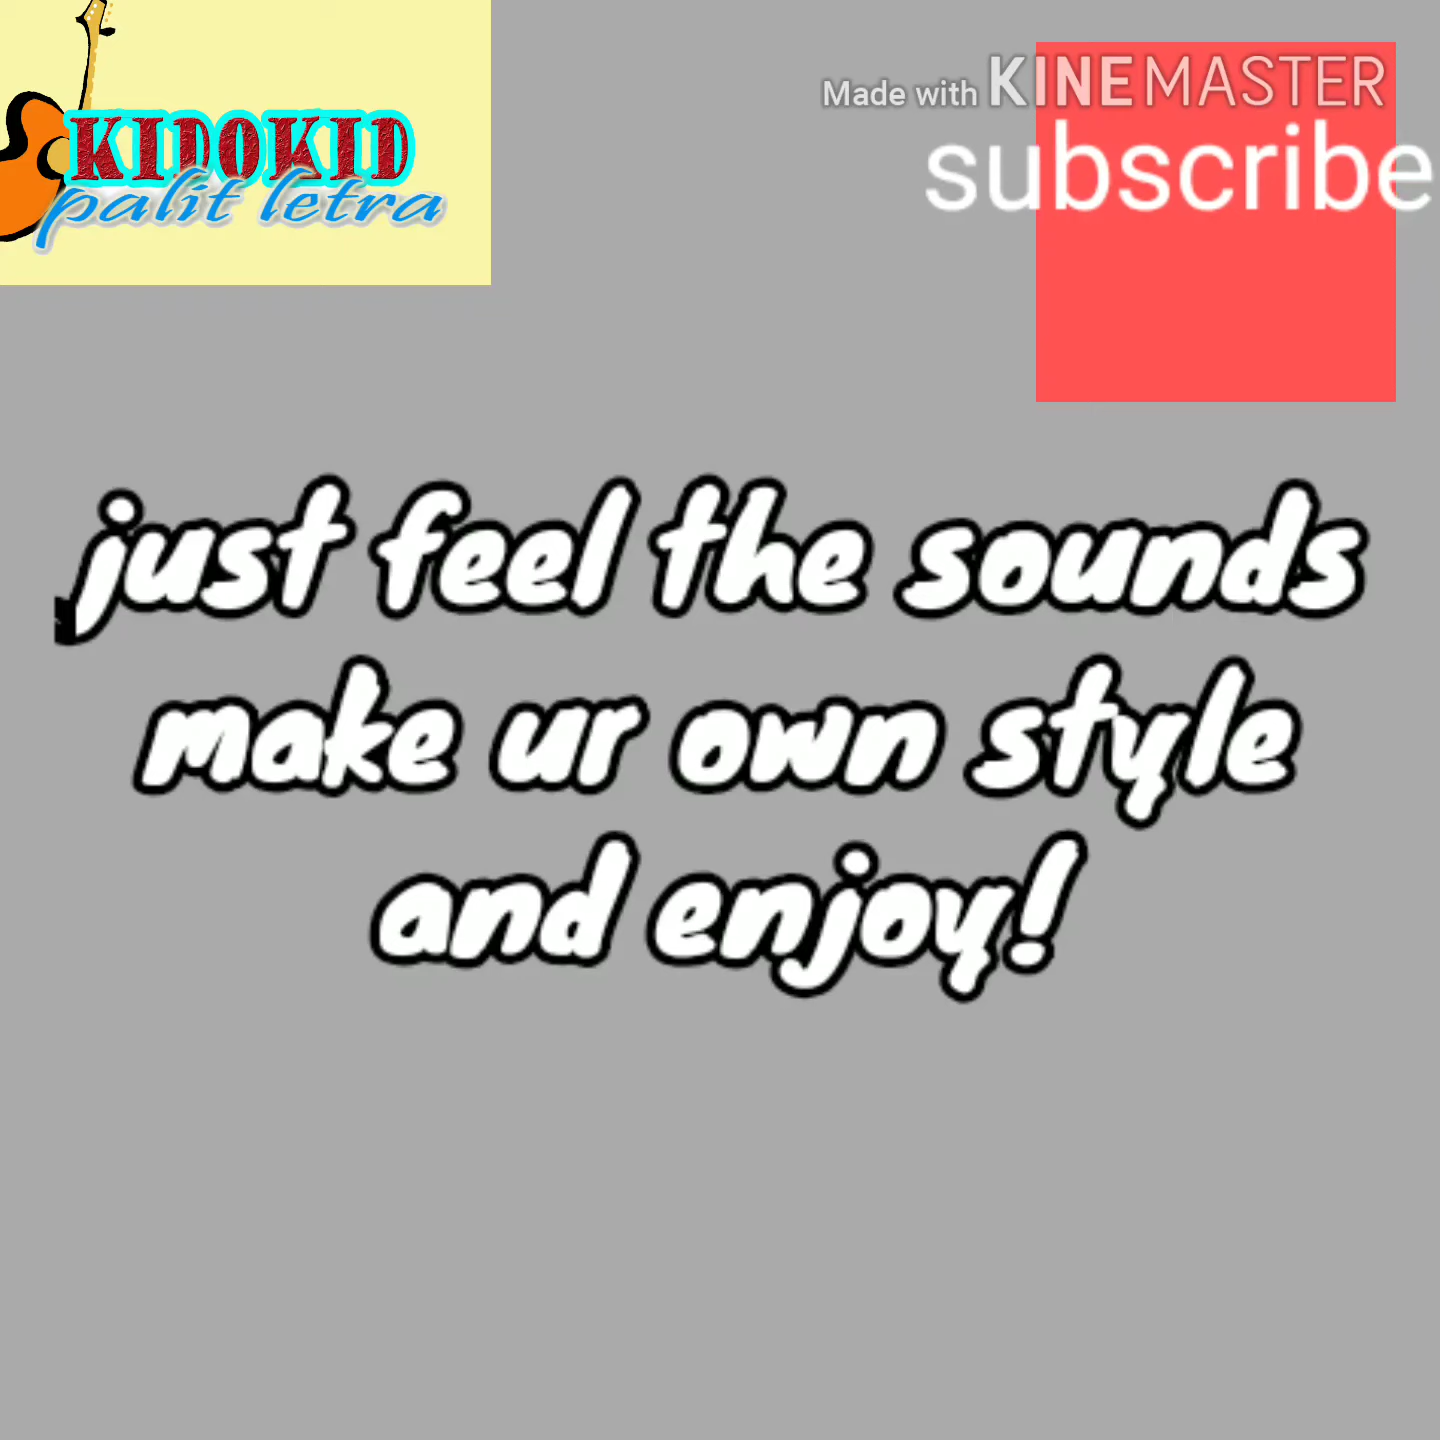 KIDOKID
palit letra
Made with KINEMASTER
subscribe
just feel the sounds
make ur own style
and enjoy!